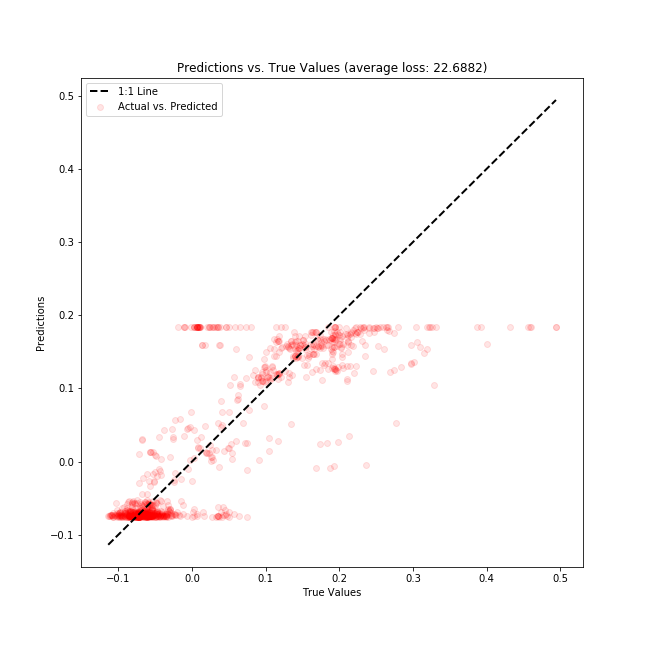 Predictions vs. True Values (average loss: 22.6882)
1:1 Line
Actual vs. Predicted
0.5
0.4
0.3
0.2
0.1
0.0
−0.1
Predictions
−0.1 0.0 0.1 0.2 0.3 0.4 0.5
True Values